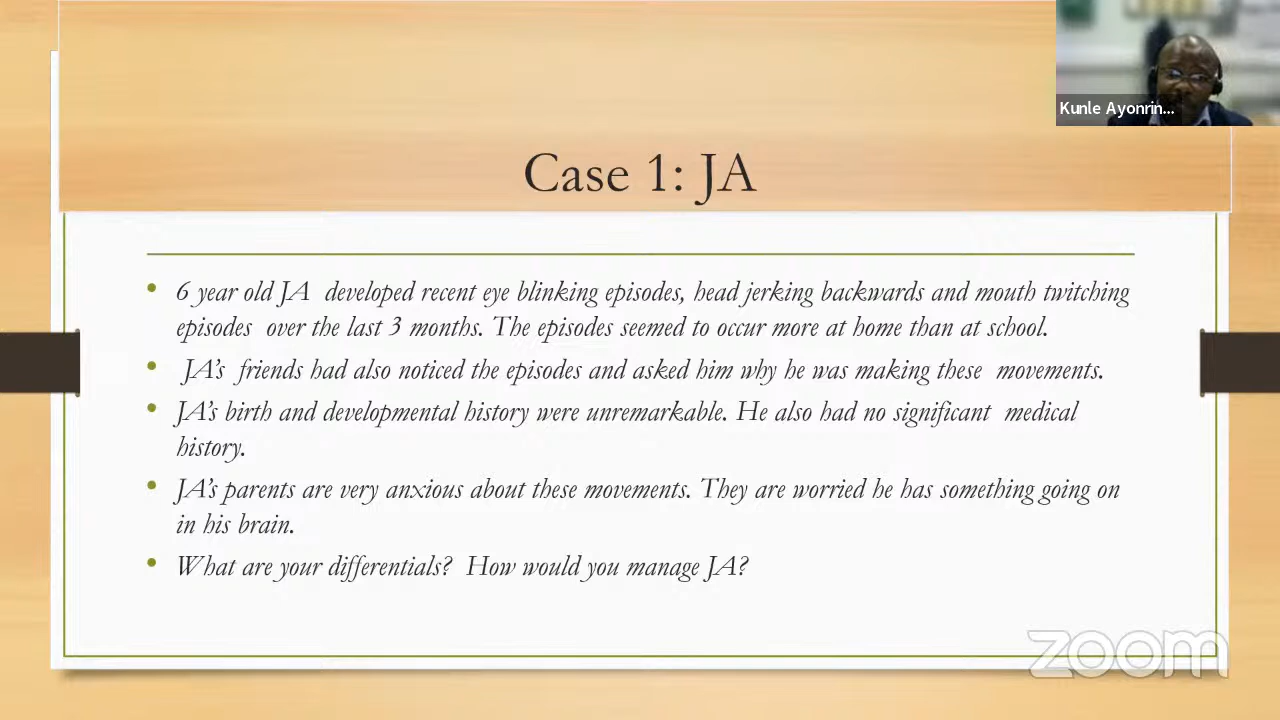 Kunle Ayonrin...
Case 1: JA
• 6 year old JA developed recent eye blinking episodes, head jerking backwards and mouth twitching
episodes over the last 3 months. The episodes seemed to occur more at home than at school.
• JA's friends had also noticed the episodes and asked him why he was making these movements.
• JA's birth and developmental history were unremarkable. He also had no significant medical
history.
• JA's parents are very anxious about these movements. They are worried he has something going on
in his brain.
• What are your differentials? How would you manage JA?
zoom